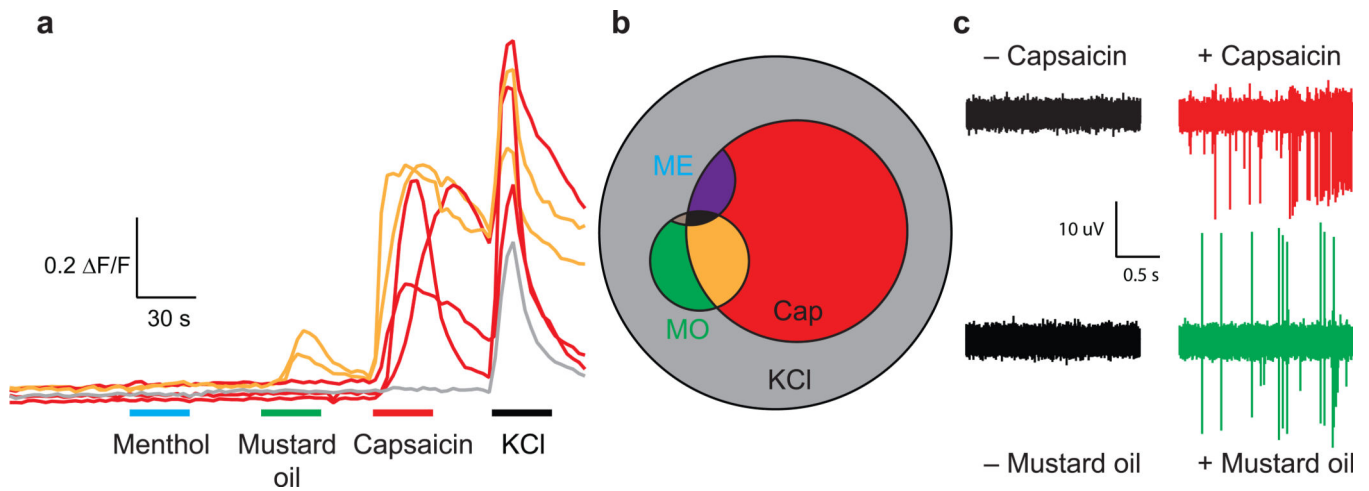 a
0.2 ΔF/F
30 s
Menthol
Mustard
oil
Capsaicin
KCl
b
ME
MO
Cap
KCl
c
– Capsaicin
+ Capsaicin
10 uV
0.5 s
– Mustard oil
+ Mustard oil